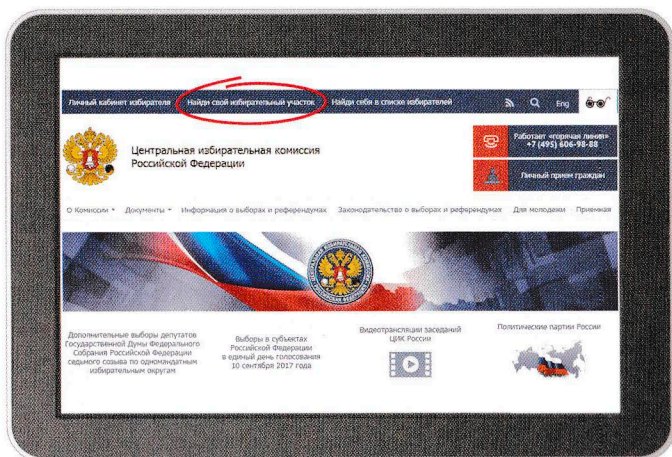 Личный кабинет избирателя Найди свой избирательный участок Найди себя в списке избирателей Eng
Центральная избирательная комиссия
Российской Федерации
Работает «горячая линия»
+7 (495) 606-98-88
Личный прием граждан
О Комиссии Документы Информация о выборах и референдумах Законодательство о выборах и референдумах Для молодежи Приемная
Дополнительные выборы депутатов
Государственной Думы Федерального
Собрания Российской Федерации
седьмого созыва по одномандатным
избирательным округам
Выборы в субъектах
Российской Федерации
в единый день голосования
10 сентября 2017 года
Видеотрансляции заседаний
ЦИК России
Политические партии России